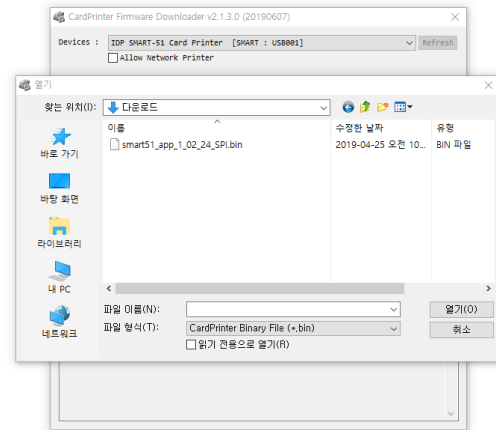 CardPrinter Firmware Downloader v2.1.3.0 (20190607)
Devices : IDP SMART-51 Card Printer [SMART : USB001] Refresh
Allow Network Printer
열기
찾는 위치(I): 다운로드
이름 수정한 날짜 유형
smart51_app_1_02_24_SPI.bin 2019-04-25 오전 10... BIN 파일
바로 가기
바탕 화면
라이브러리
내 PC
네트워크
파일 이름(N): 열기(O)
파일 형식(T): CardPrinter Binary File (*,bin) 취소
읽기 전용으로 열기(R)